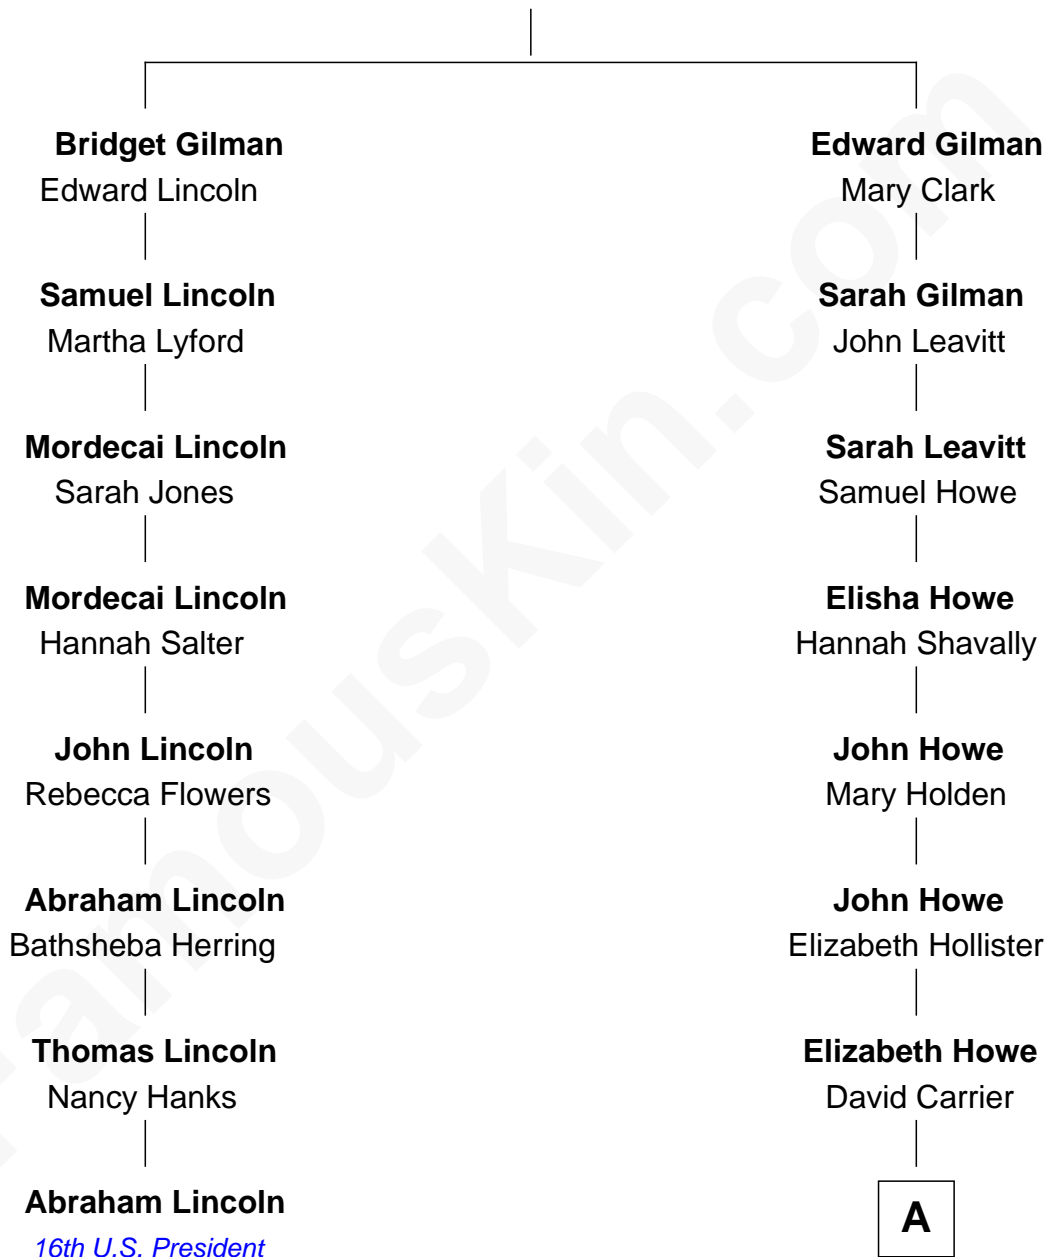 Bridget Gilman
Edward Lincoln
Samuel Lincoln
Martha Lyford
Mordecai Lincoln
Sarah Jones
Mordecai Lincoln
Hannah Salter
John Lincoln
Rebecca Flowers
Abraham Lincoln
Bathsheba Herring
Thomas Lincoln
Nancy Hanks
Abraham Lincoln
16th U.S. President
Edward Gilman
Mary Clark
Sarah Gilman
John Leavitt
Sarah Leavitt
Samuel Howe
Elisha Howe
Hannah Shavally
John Howe
Mary Holden
John Howe
Elizabeth Hollister
Elizabeth Howe
David Carrier
A
FamousKin.com